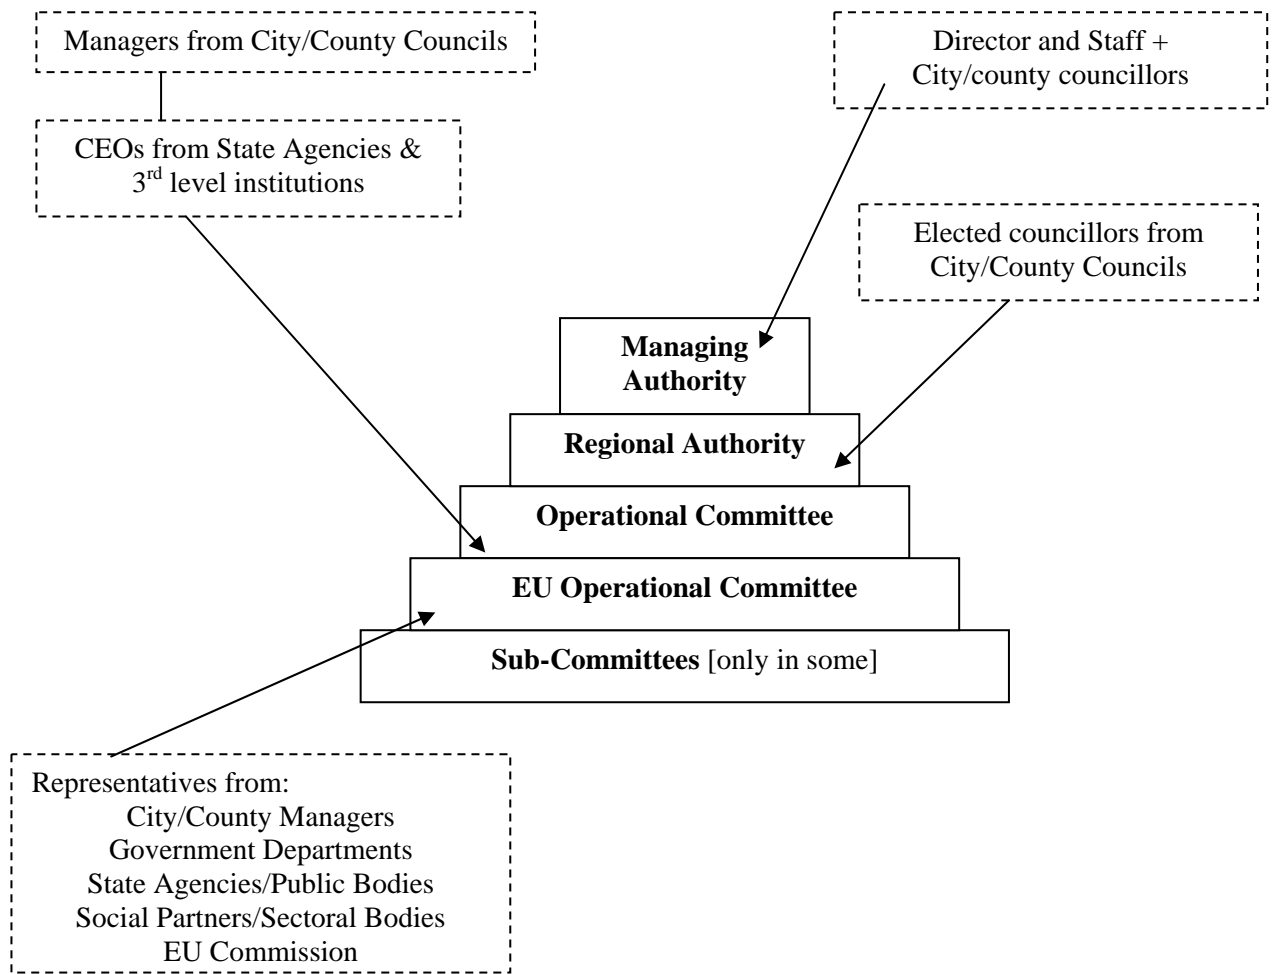 Managers from City/County Councils
Director and Staff +
City/county councillors
CEOs from State Agencies &
3rd level institutions
Elected councillors from
City/County Councils
Managing
Authority
Regional Authority
Operational Committee
EU Operational Committee
Sub-Committees [only in some]
Representatives from:
City/County Managers
Government Departments
State Agencies/Public Bodies
Social Partners/Sectoral Bodies
EU Commission